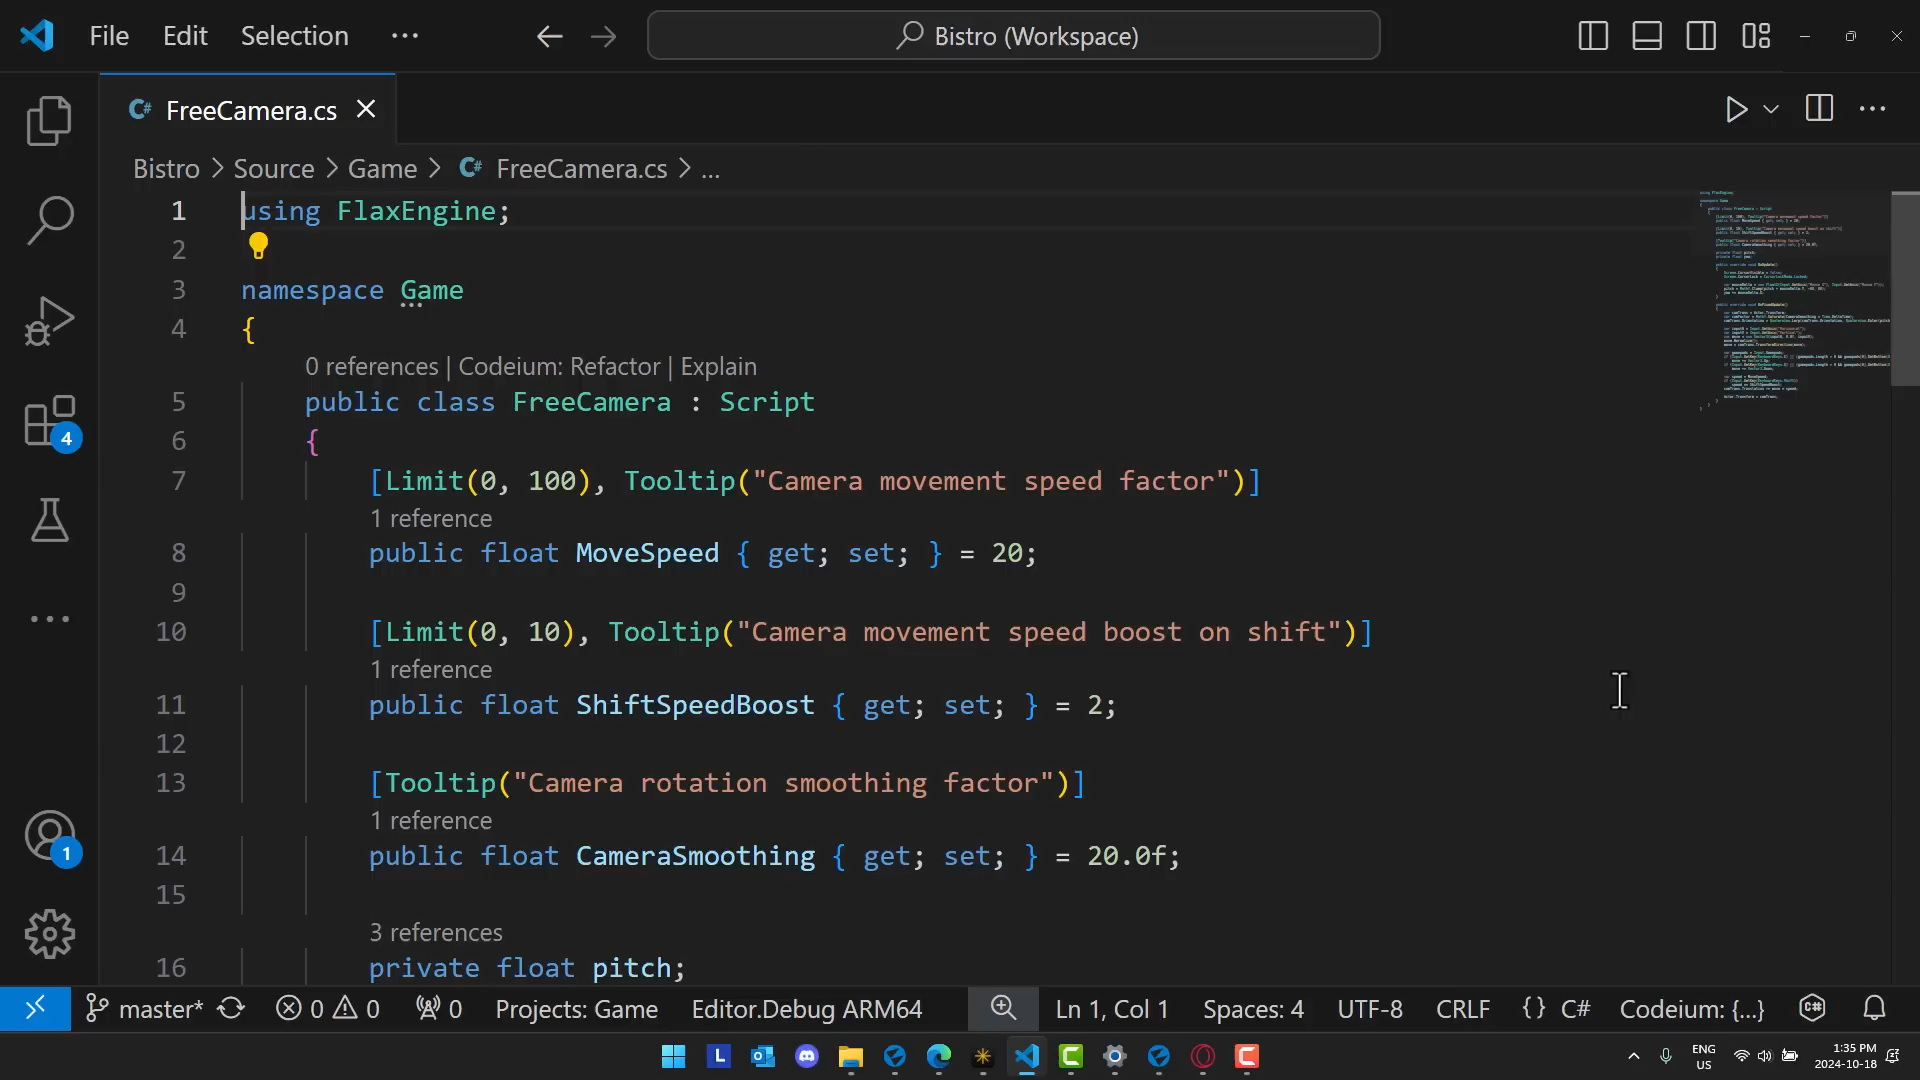 File Edit Selection ··· Bistro (Workspace)
C# FreeCamera.cs
Bistro > Source > Game > C# FreeCamera.cs > ...
1 using FlaxEngine;
2
3 namespace Game
4 {
0 references | Codeium: Refactor | Explain
5 public class FreeCamera : Script
6 {
7 [Limit(0, 100), Tooltip("Camera movement speed factor")]
1 reference
8 public float MoveSpeed { get; set; } = 20;
9
10 [Limit(0, 10), Tooltip("Camera movement speed boost on shift")]
1 reference
11 public float ShiftSpeedBoost { get; set; } = 2;
12
13 [Tooltip("Camera rotation smoothing factor")]
1 reference
14 public float CameraSmoothing { get; set; } = 20.0f;
15
3 references
16 private float pitch;
4
1
master* 0 0 0 Projects: Game Editor.Debug ARM64 Ln 1, Col 1 Spaces: 4 UTF-8 CRLF {} C# Codeium: {...}
L ENG US 1:35 PM 2024-10-18